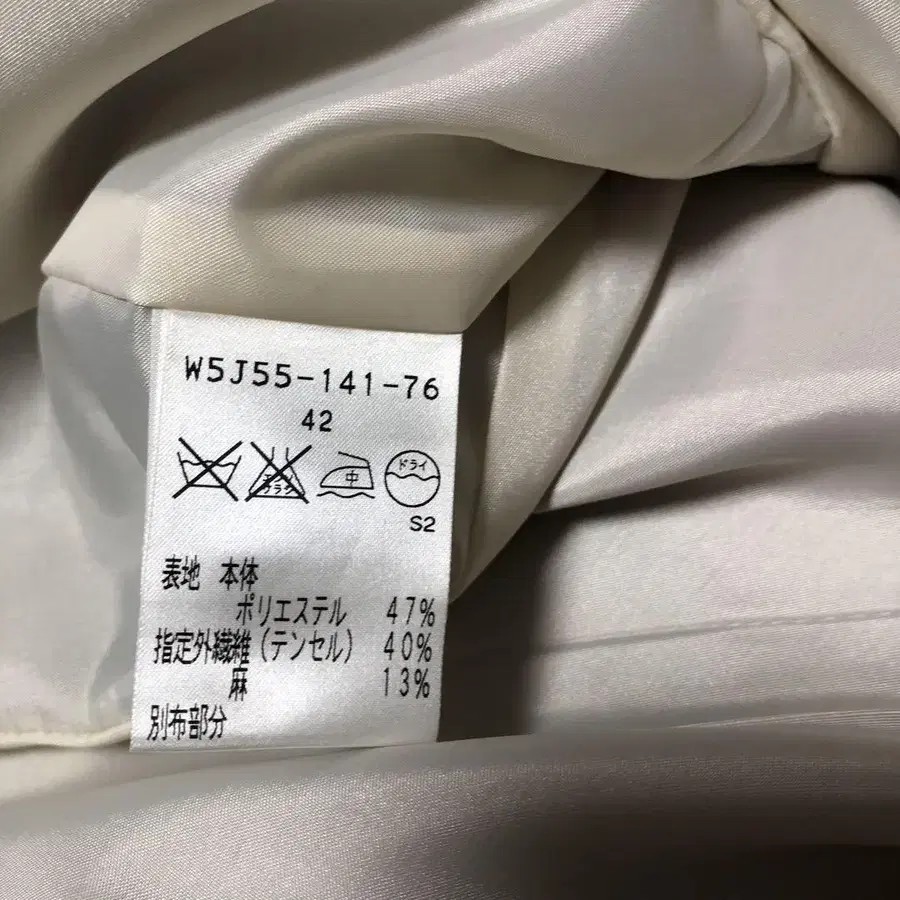 W5J55-141-76
42
中 ドライ
S2
表地 本体
ポリエステル 47%
指定外繊維(テンセル) 40%
麻 13%
別布部分